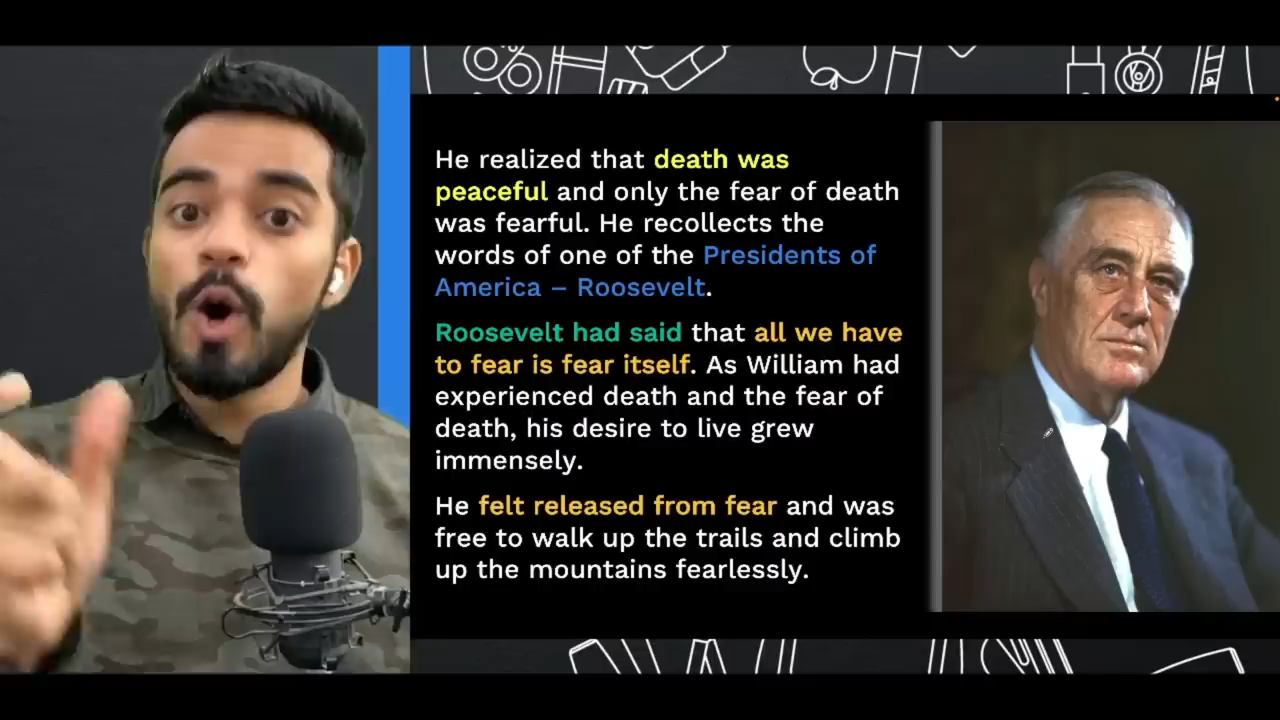 He realized that death was
peaceful and only the fear of death
was fearful. He recollects the
words of one of the Presidents of
America – Roosevelt.
Roosevelt had said that all we have
to fear is fear itself. As William had
experienced death and the fear of
death, his desire to live grew
immensely.
He felt released from fear and was
free to walk up the trails and climb
up the mountains fearlessly.